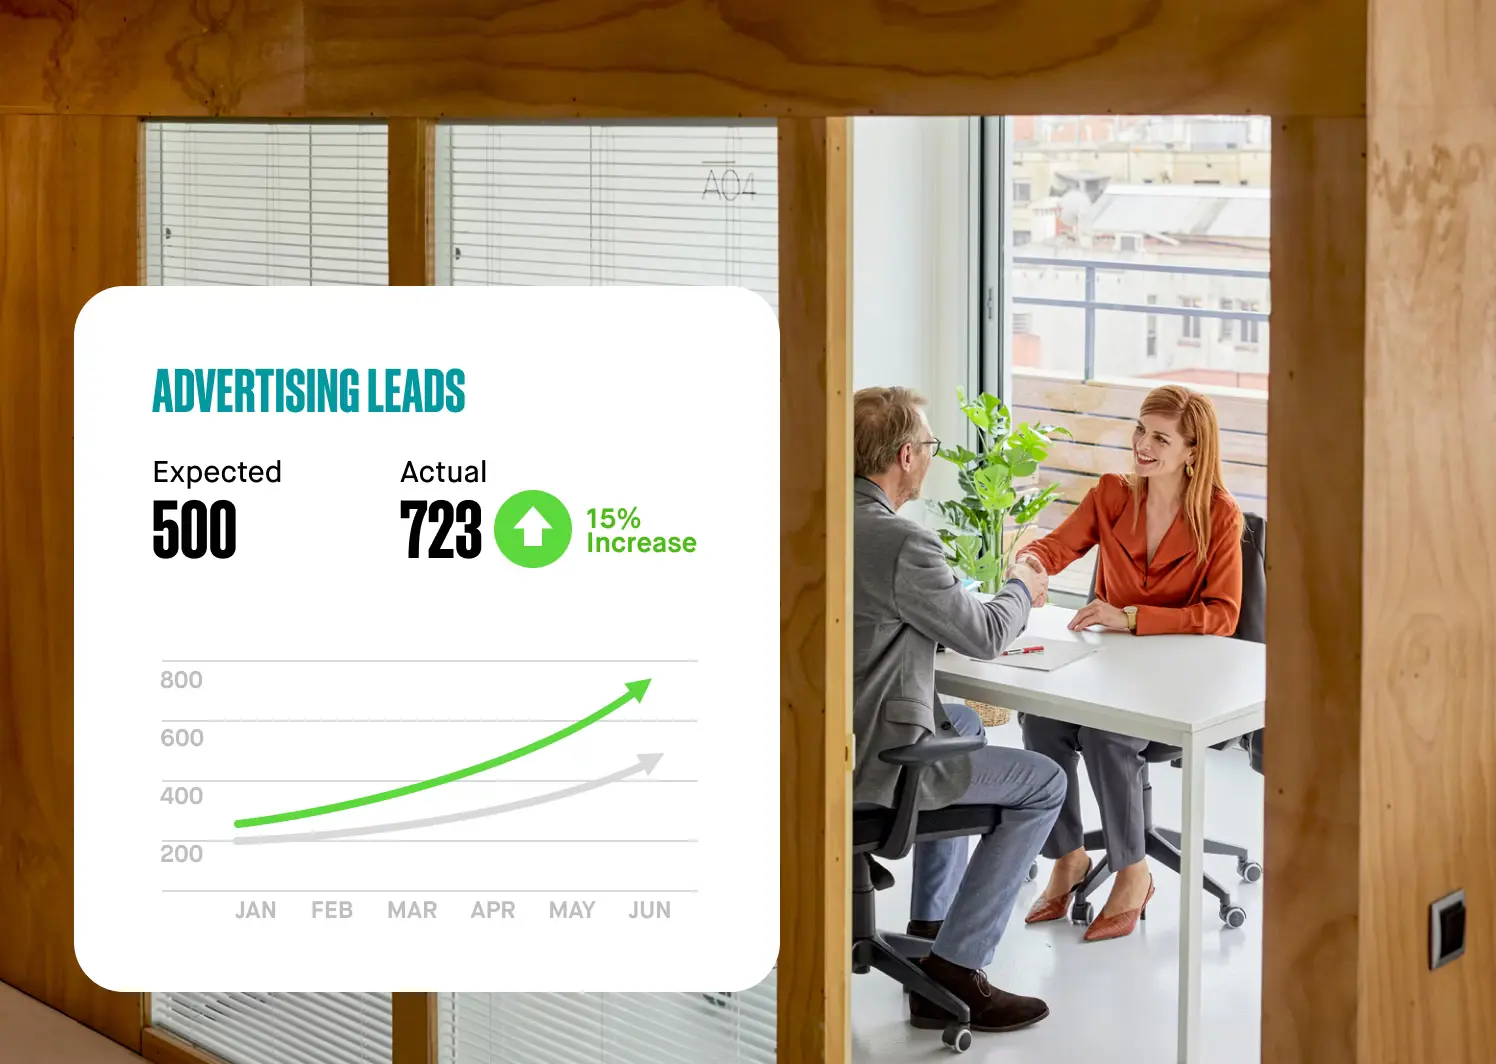 A04
ADVERTISING LEADS
Expected
500
Actual
723
15%
Increase
800
600
400
200
JAN FEB MAR APR MAY JUN